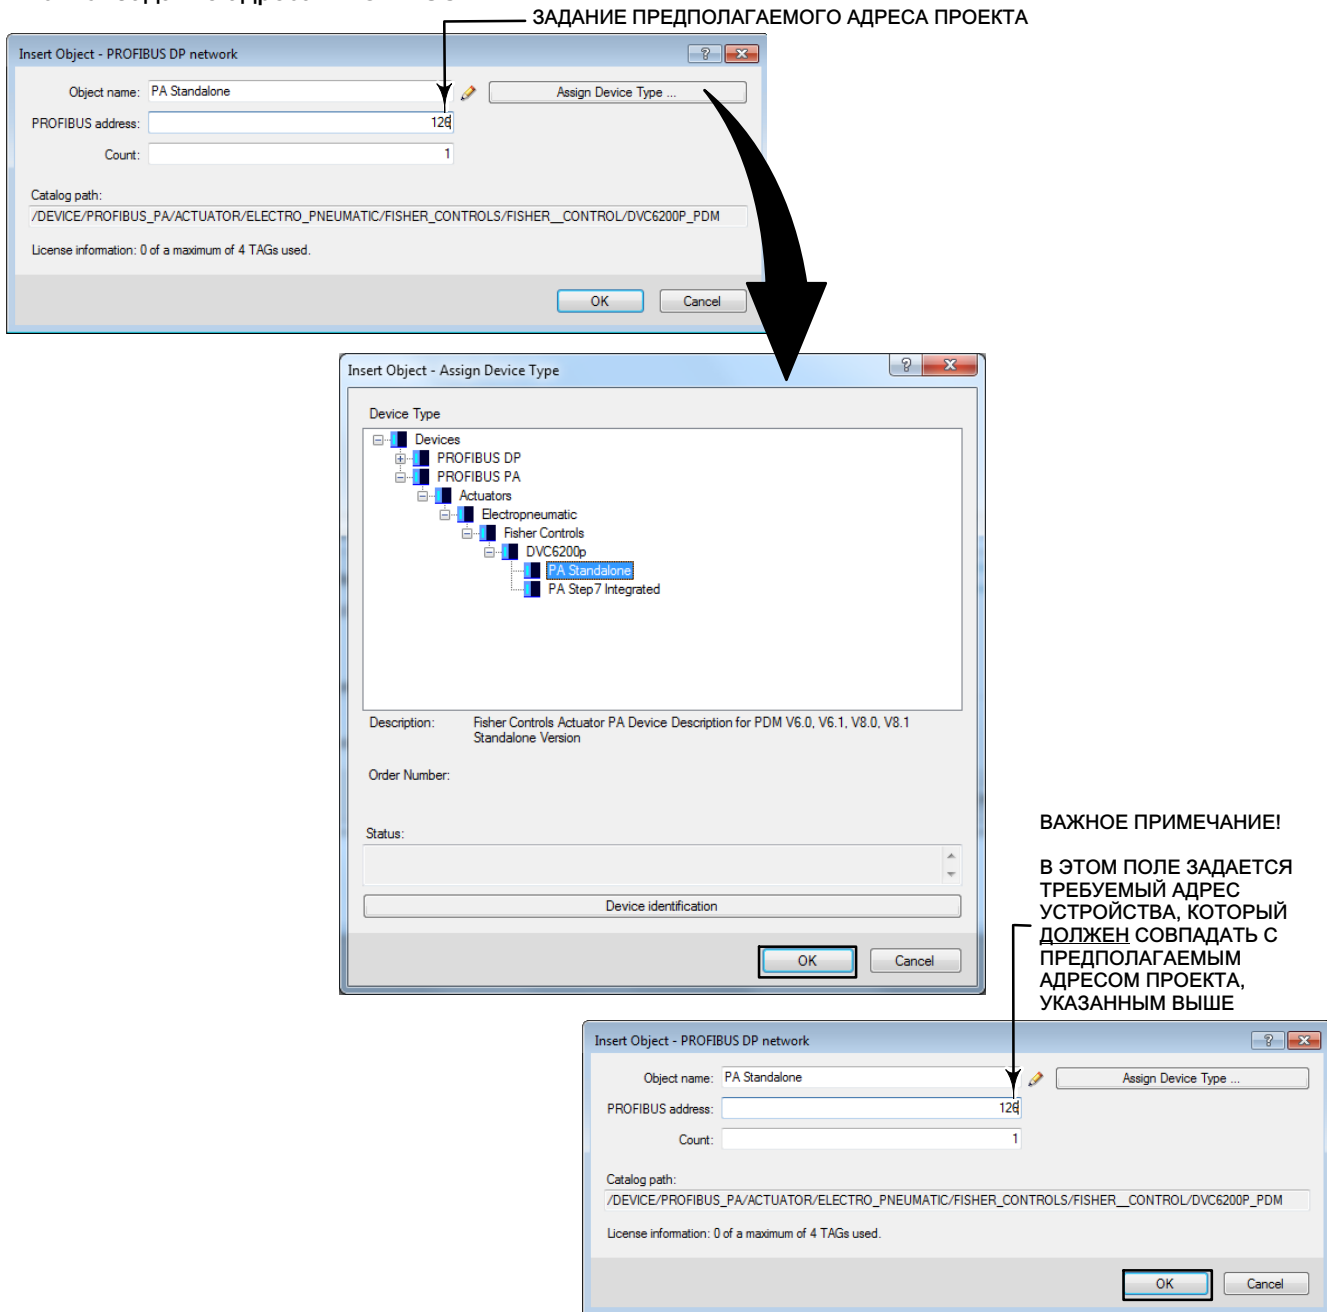 ЗАДАНИЕ ПРЕДПОЛАГАЕМОГО АДРЕСА ПРОЕКТА
Insert Object - PROFIBUS DP network
Object name: PA Standalone
Assign Device Type ...
PROFIBUS address: 126
Count: 1
Catalog path:
/DEVICE/PROFIBUS_PA/ACTUATOR/ELECTRO_PNEUMATIC/FISHER_CONTROLS/FISHER__CONTROL/DVC6200P_PDM
License information: 0 of a maximum of 4 TAGs used.
OK Cancel
Insert Object - Assign Device Type
Device Type
Devices
PROFIBUS DP
PROFIBUS PA
Actuators
Electropneumatic
Fisher Controls
DVC6200p
PA Standalone
PA Step7 Integrated
Description: Fisher Controls Actuator PA Device Description for PDM V6.0, V6.1, V8.0, V8.1
Standalone Version
Order Number:
Status:
Device identification
OK Cancel
ВАЖНОЕ ПРИМЕЧАНИЕ!
В ЭТОМ ПОЛЕ ЗАДАЕТСЯ
ТРЕБУЕМЫЙ АДРЕС
УСТРОЙСТВА, КОТОРЫЙ
ДОЛЖЕН СОВПАДАТЬ С
ПРЕДПОЛАГАЕМЫМ
АДРЕСОМ ПРОЕКТА,
УКАЗАННЫМ ВЫШЕ
Insert Object - PROFIBUS DP network
Object name: PA Standalone
Assign Device Type ...
PROFIBUS address: 126
Count: 1
Catalog path:
/DEVICE/PROFIBUS_PA/ACTUATOR/ELECTRO_PNEUMATIC/FISHER_CONTROLS/FISHER__CONTROL/DVC6200P_PDM
License information: 0 of a maximum of 4 TAGs used.
OK Cancel